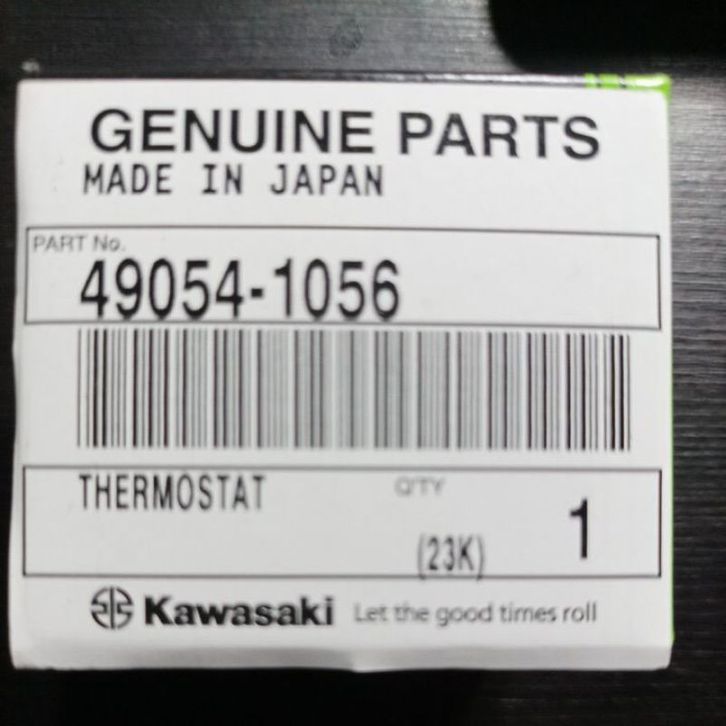 GENUINE PARTS
MADE IN JAPAN
PART No.
49054-1056
THERMOSTAT Q'TY
(23K) 1
Kawasaki Let the good times roll